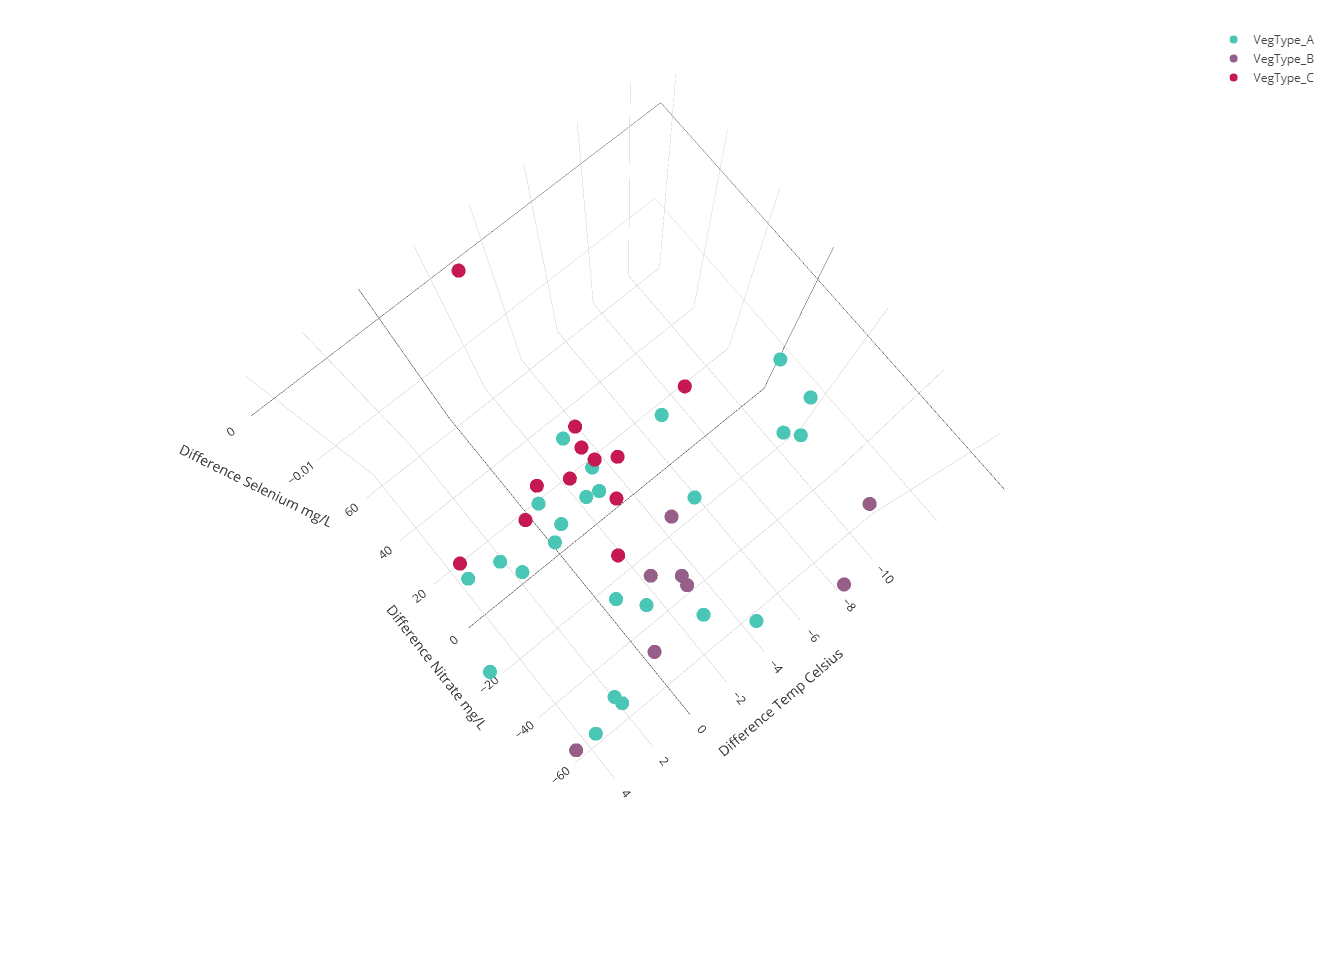 VegType_A
VegType_B
VegType_C
0
−0.01
Difference Selenium mg/L
60
40
20
0
−20
−40
−60
Difference Nitrate mg/L
−10
−8
−6
−4
−2
0
2
4
Difference Temp Celsius